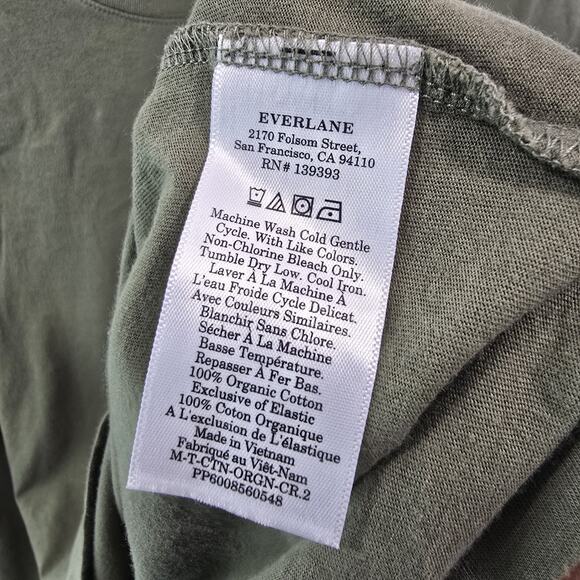 EVERLANE
2170 Folsom Street,
San Francisco, CA 94110
RN# 139393
Machine Wash Cold Gentle
Cycle. With Like Colors.
Non-Chlorine Bleach Only.
Tumble Dry Low. Cool Iron.
Laver À La Machine À
L'eau Froide Cycle Delicat.
Avec Couleurs Similaires.
Blanchir Sans Chlore.
Sécher À La Machine
Basse Température.
Repasser À Fer Bas.
100% Organic Cotton
Exclusive of Elastic
100% Coton Organique
A L'exclusion de L'élastique
Made in Vietnam
Fabriqué au Viêt-Nam
M-T-CTN-ORGN-CR.2
PP6008560548